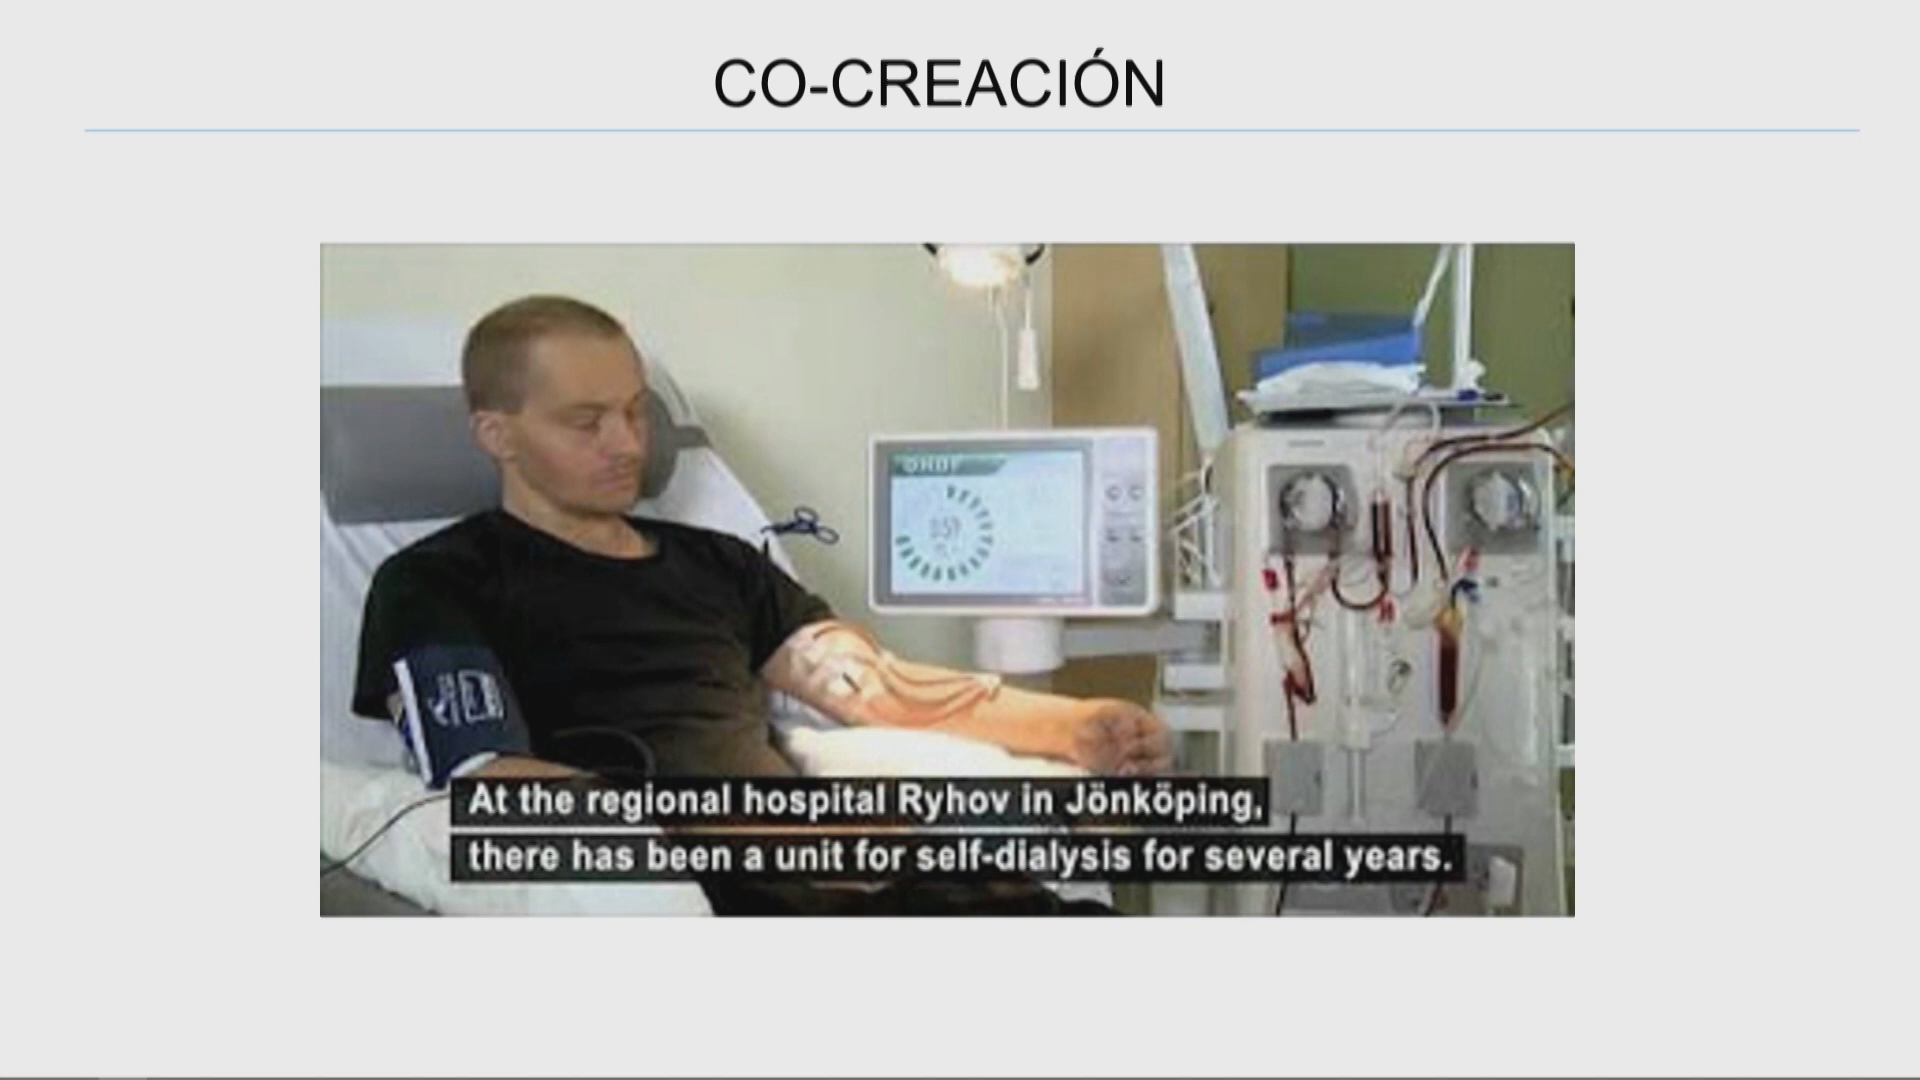 CO-CREACIÓN
At the regional hospital Ryhov in Jönköping,
there has been a unit for self-dialysis for several years.